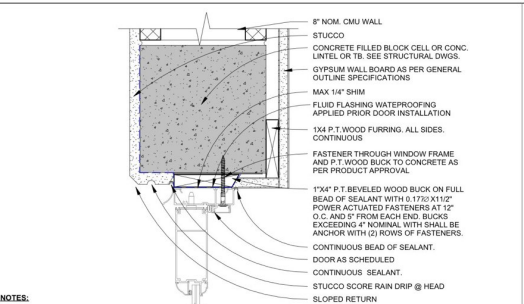 8" NOM. CMU WALL
STUCCO
CONCRETE FILLED BLOCK CELL OR CONC.
LINTEL OR TB. SEE STRUCTURAL DWGS.
GYPSUM WALL BOARD AS PER GENERAL
OUTLINE SPECIFICATIONS
MAX 1/4" SHIM
FLUID FLASHING WATEPROOFING
APPLIED PRIOR DOOR INSTALLATION
1X4 P.T.WOOD FURRING. ALL SIDES.
CONTINUOUS
FASTENER THROUGH WINDOW FRAME
AND P.T.WOOD BUCK TO CONCRETE AS
PER PRODUCT APPROVAL
1"X4" P.T.BEVELED WOOD BUCK ON FULL
BEAD OF SEALANT WITH 0.177Ø X11/2"
POWER ACTUATED FASTENERS AT 12"
O.C. AND 5" FROM EACH END. BUCKS
EXCEEDING 4" NOMINAL WITH SHALL BE
ANCHOR WITH (2) ROWS OF FASTENERS.
CONTINUOUS BEAD OF SEALANT.
DOOR AS SCHEDULED
CONTINUOUS  SEALANT.
STUCCO SCORE RAIN DRIP @ HEAD
SLOPED RETURN
NOTES: